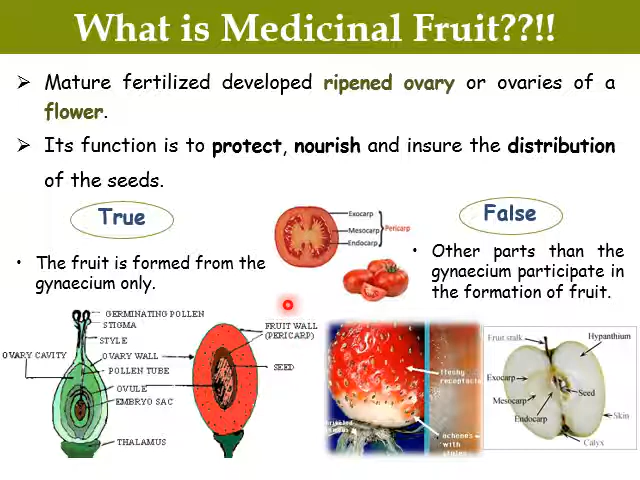 What is Medicinal Fruit??!!
➢ Mature fertilized developed ripened ovary or ovaries of a
flower.
➢ Its function is to protect, nourish and insure the distribution
of the seeds.
True
• The fruit is formed from the
gynaecium only.
Exocarp
Mesocarp
Endocarp
Pericarp
False
• Other parts than the
gynaecium participate in
the formation of fruit.
GERMINATING POLLEN
STIGMA
STYLE
OVARY CAVITY
OVARY WALL
POLLEN TUBE
OVULE
EMBRYO SAC
THALAMUS
FRUIT WALL
(PERICARP)
SEED
fleshy
receptacle
achenes
with
styles
Fruit stalk
Hypanthium
Exocarp
Mesocarp
Endocarp
Seed
Skin
Calyx